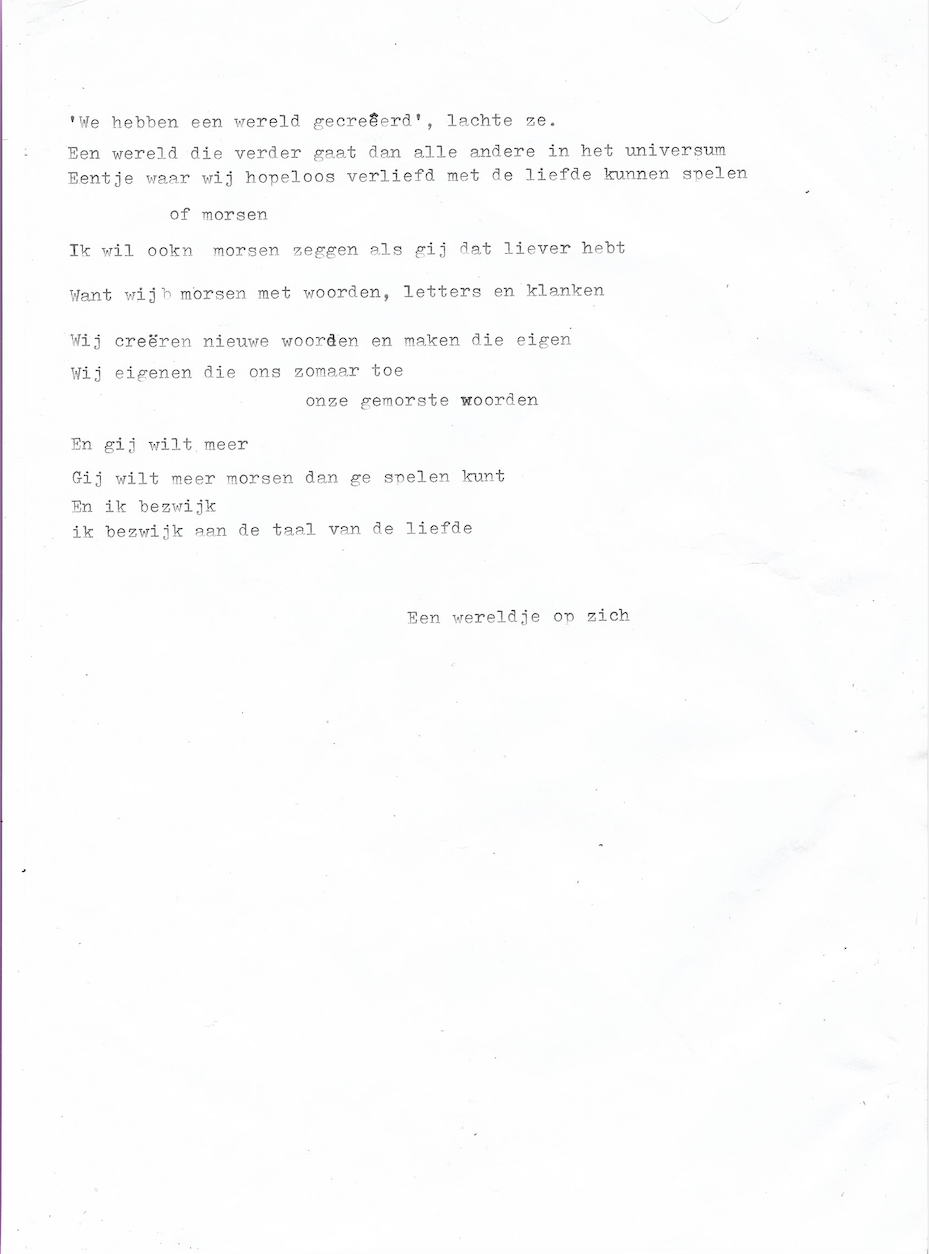 'We hebben een wereld gecreëerd', lachte ze.
Een wereld die verder gaat dan alle andere in het universum
Eentje waar wij hopeloos verliefd met de liefde kunnen spelen
of morsen
Ik wil ookn morsen zeggen als gij dat liever hebt
Want wijb morsen met woorden, letters en klanken
Wij creëren nieuwe woorden en maken die eigen
Wij eigenen die ons zomaar toe
onze gemorste woorden
En gij wilt meer
Gij wilt meer morsen dan ge spelen kunt
En ik bezwijk
ik bezwijk aan de taal van de liefde
Een wereldje op zich